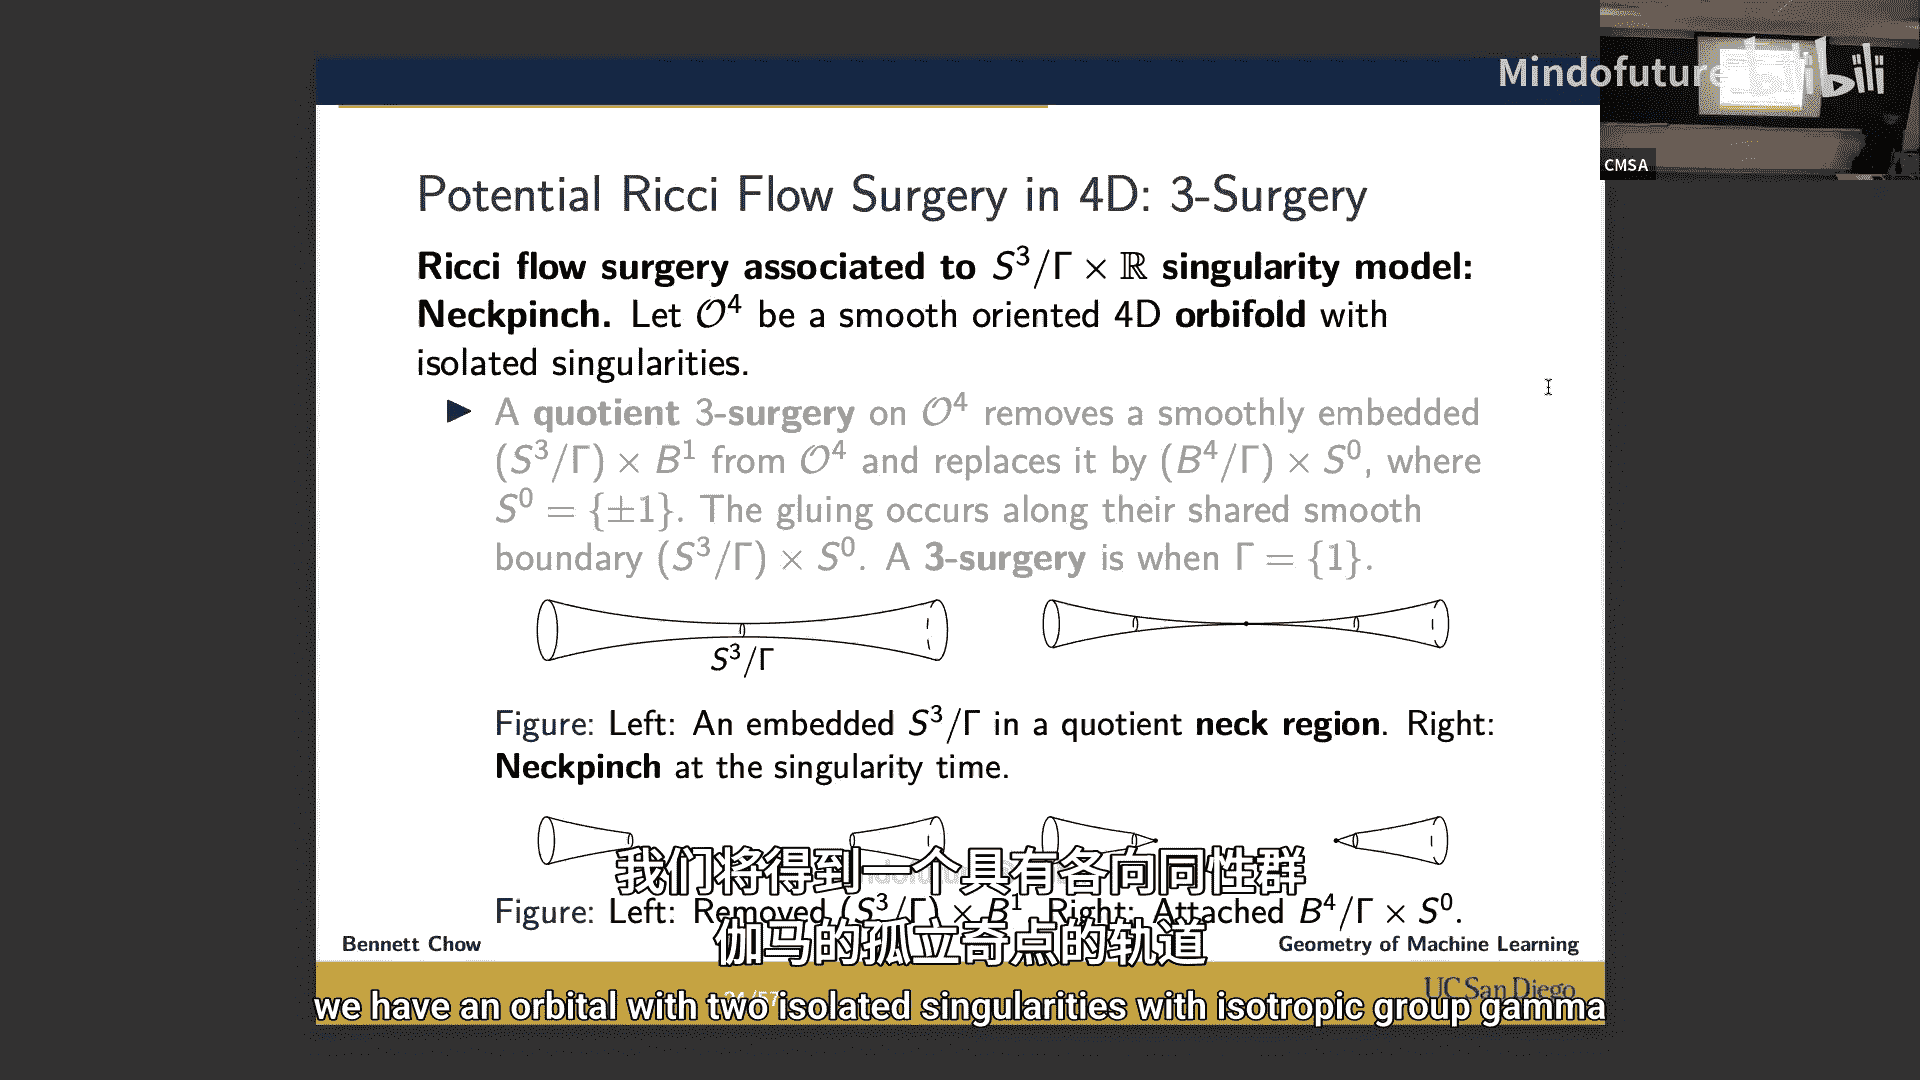 Mindofuture bilibili
CMSA
Potential Ricci Flow Surgery in 4D: 3-Surgery
Ricci flow surgery associated to S³/Γ × ℝ singularity model:
Neckpinch. Let 𝒪⁴ be a smooth oriented 4D orbifold with
isolated singularities.
▶ A quotient 3-surgery on 𝒪⁴ removes a smoothly embedded
(S³/Γ) × B¹ from 𝒪⁴ and replaces it by (B⁴/Γ) × S⁰, where
S⁰ = {±1}. The gluing occurs along their shared smooth
boundary (S³/Γ) × S⁰. A 3-surgery is when Γ = {1}.
S³/Γ
Figure: Left: An embedded S³/Γ in a quotient neck region. Right:
Neckpinch at the singularity time.
我们将得到一个具有各向同性群
Figure: Left: Removed (S³/Γ) × B¹ Right: Attached B⁴/Γ × S⁰.
伽马的孤立奇点的轨道
Bennett Chow
Geometry of Machine Learning
UC San Diego
we have an orbital with two isolated singularities with isotropic group gamma